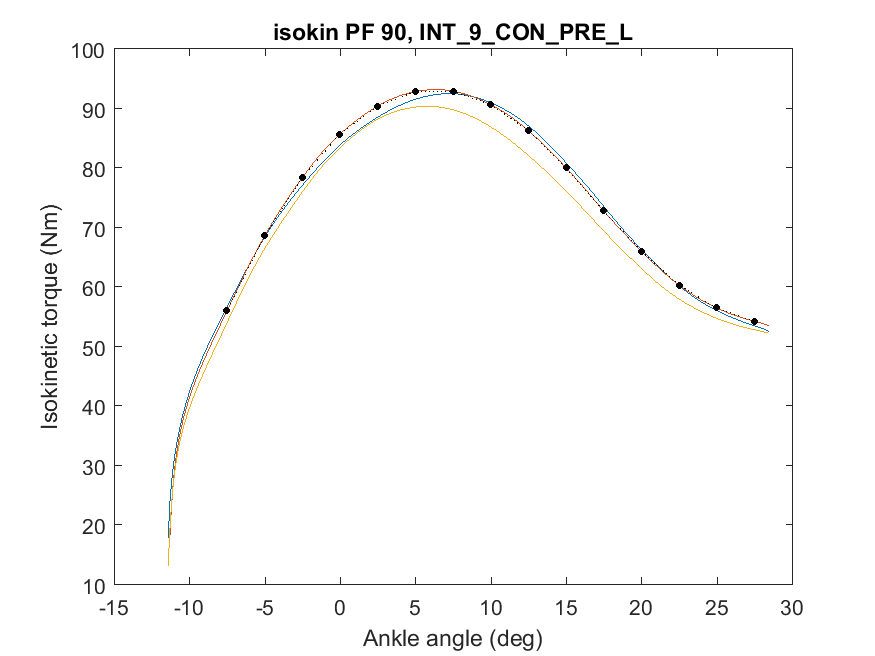 isokin PF 90, INT_9_CON_PRE_L
100
90
80
70
60
50
40
30
20
10
Isokinetic torque (Nm)
-15 -10 -5 0 5 10 15 20 25 30
Ankle angle (deg)